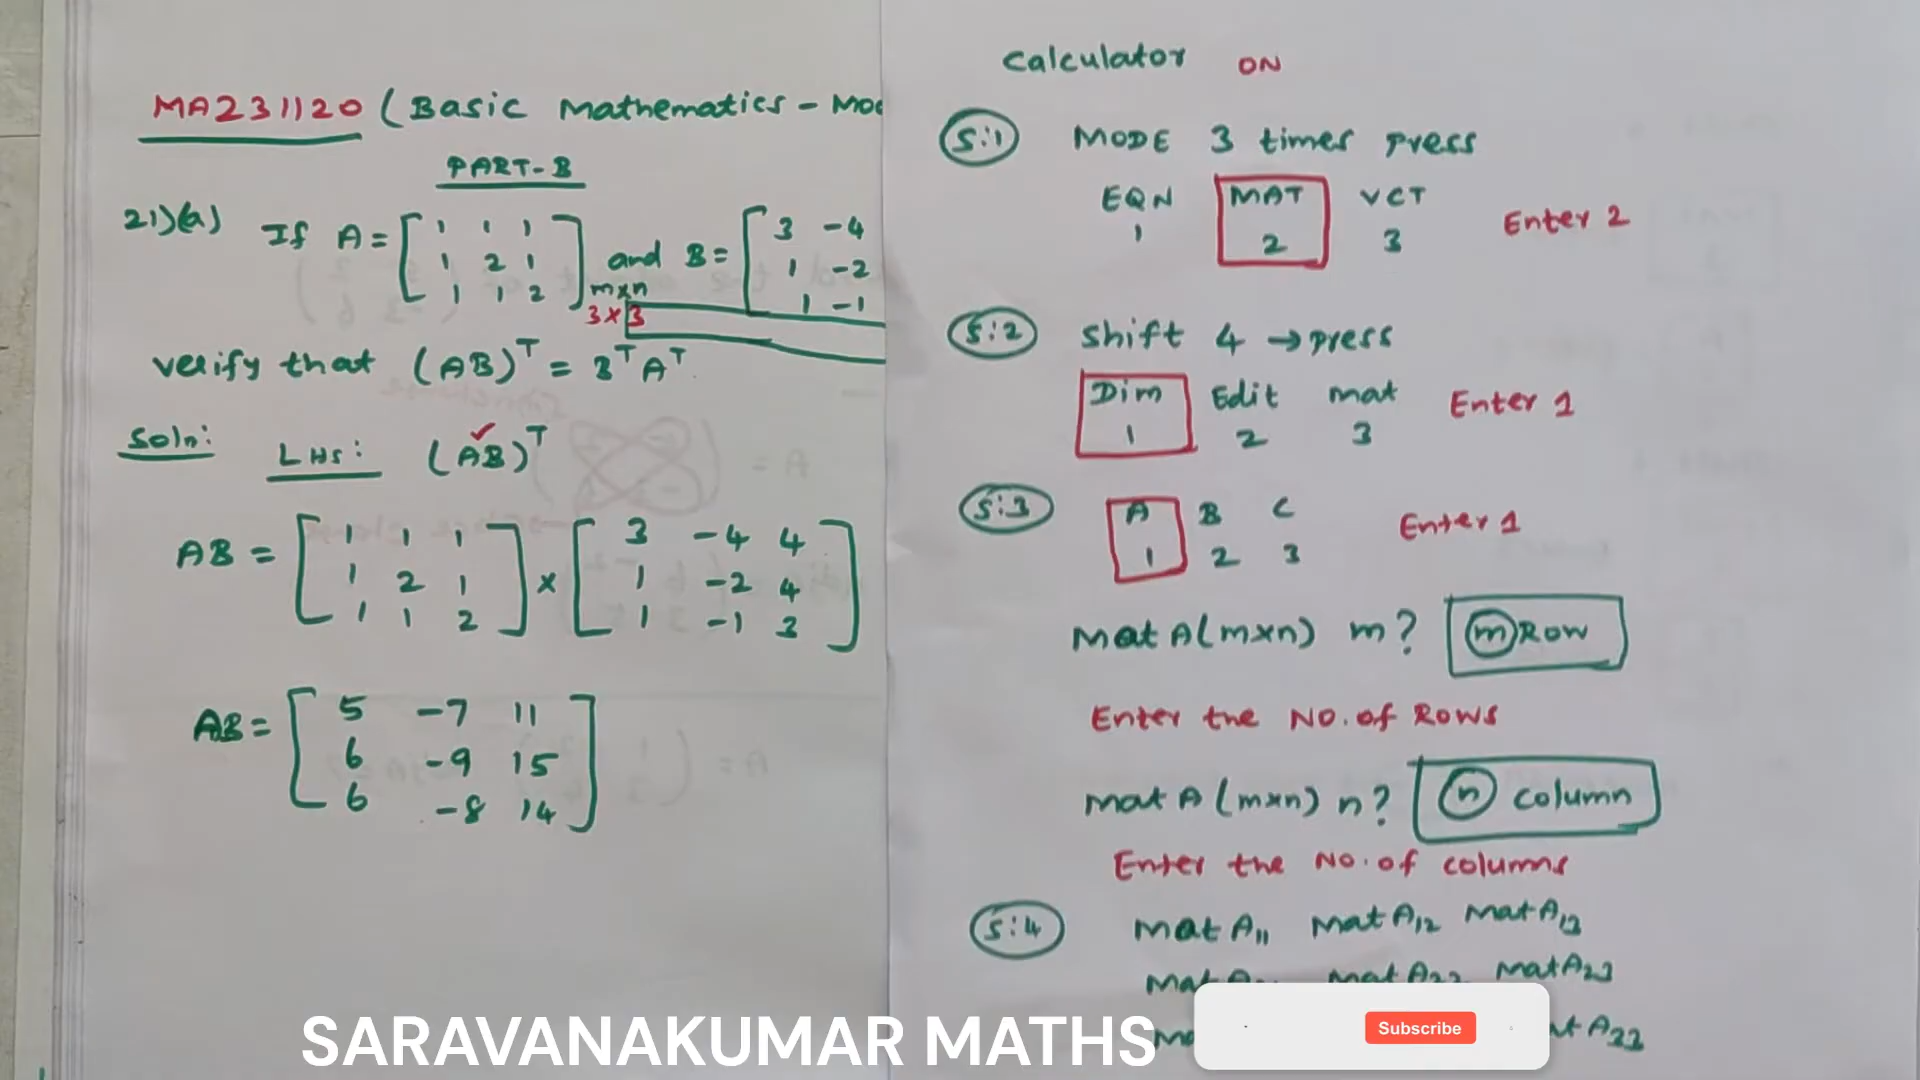 MA231120 (Basic Mathematics -
PART-B
21)(a) If A = [ 1 1 1 and B = [ 3 -4
1 2 1 1 -2
1 1 2 ] m×n 1 -1
3×3
verify that (AB)^T = B^T A^T.
Soln: LHS: (AB)^T
AB = [ 1 1 1 ] × [ 3 -4 4 ]
1 2 1 1 -2 4
1 1 2 1 -1 3
AB = [ 5 -7 11 ]
6 -9 15
6 -8 14
Calculator ON
S:1 MODE 3 times press
EQN MAT VCT Enter 2
1 2 3
S:2 Shift 4 → press
Dim Edit mat Enter 1
1 2 3
S:3 A B C Enter 1
1 2 3
Mat A(m×n) m? m Row
Enter the No. of Rows
Mat A (m×n) n? n column
Enter the No. of columns
S:4 Mat A11 Mat A12 Mat A13
Mat A23
SARAVANAKUMAR MATHS
Subscribe